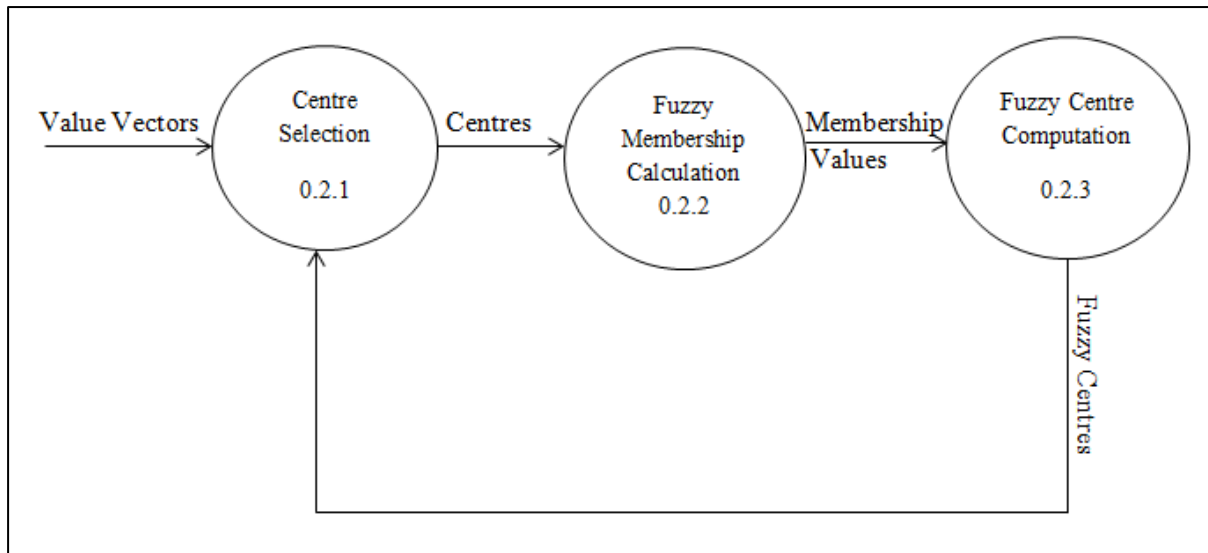 Value Vectors
Centre
Selection
0.2.1
Centres
Fuzzy
Membership
Calculation
0.2.2
Membership
Values
Fuzzy Centre
Computation
0.2.3
Fuzzy Centres